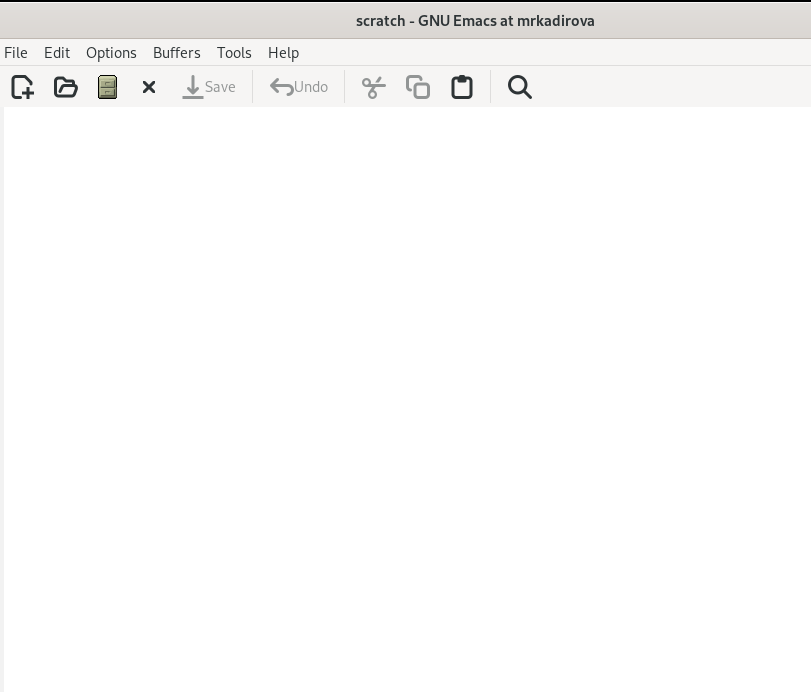 scratch - GNU Emacs at mrkadirova
File Edit Options Buffers Tools Help
Save Undo